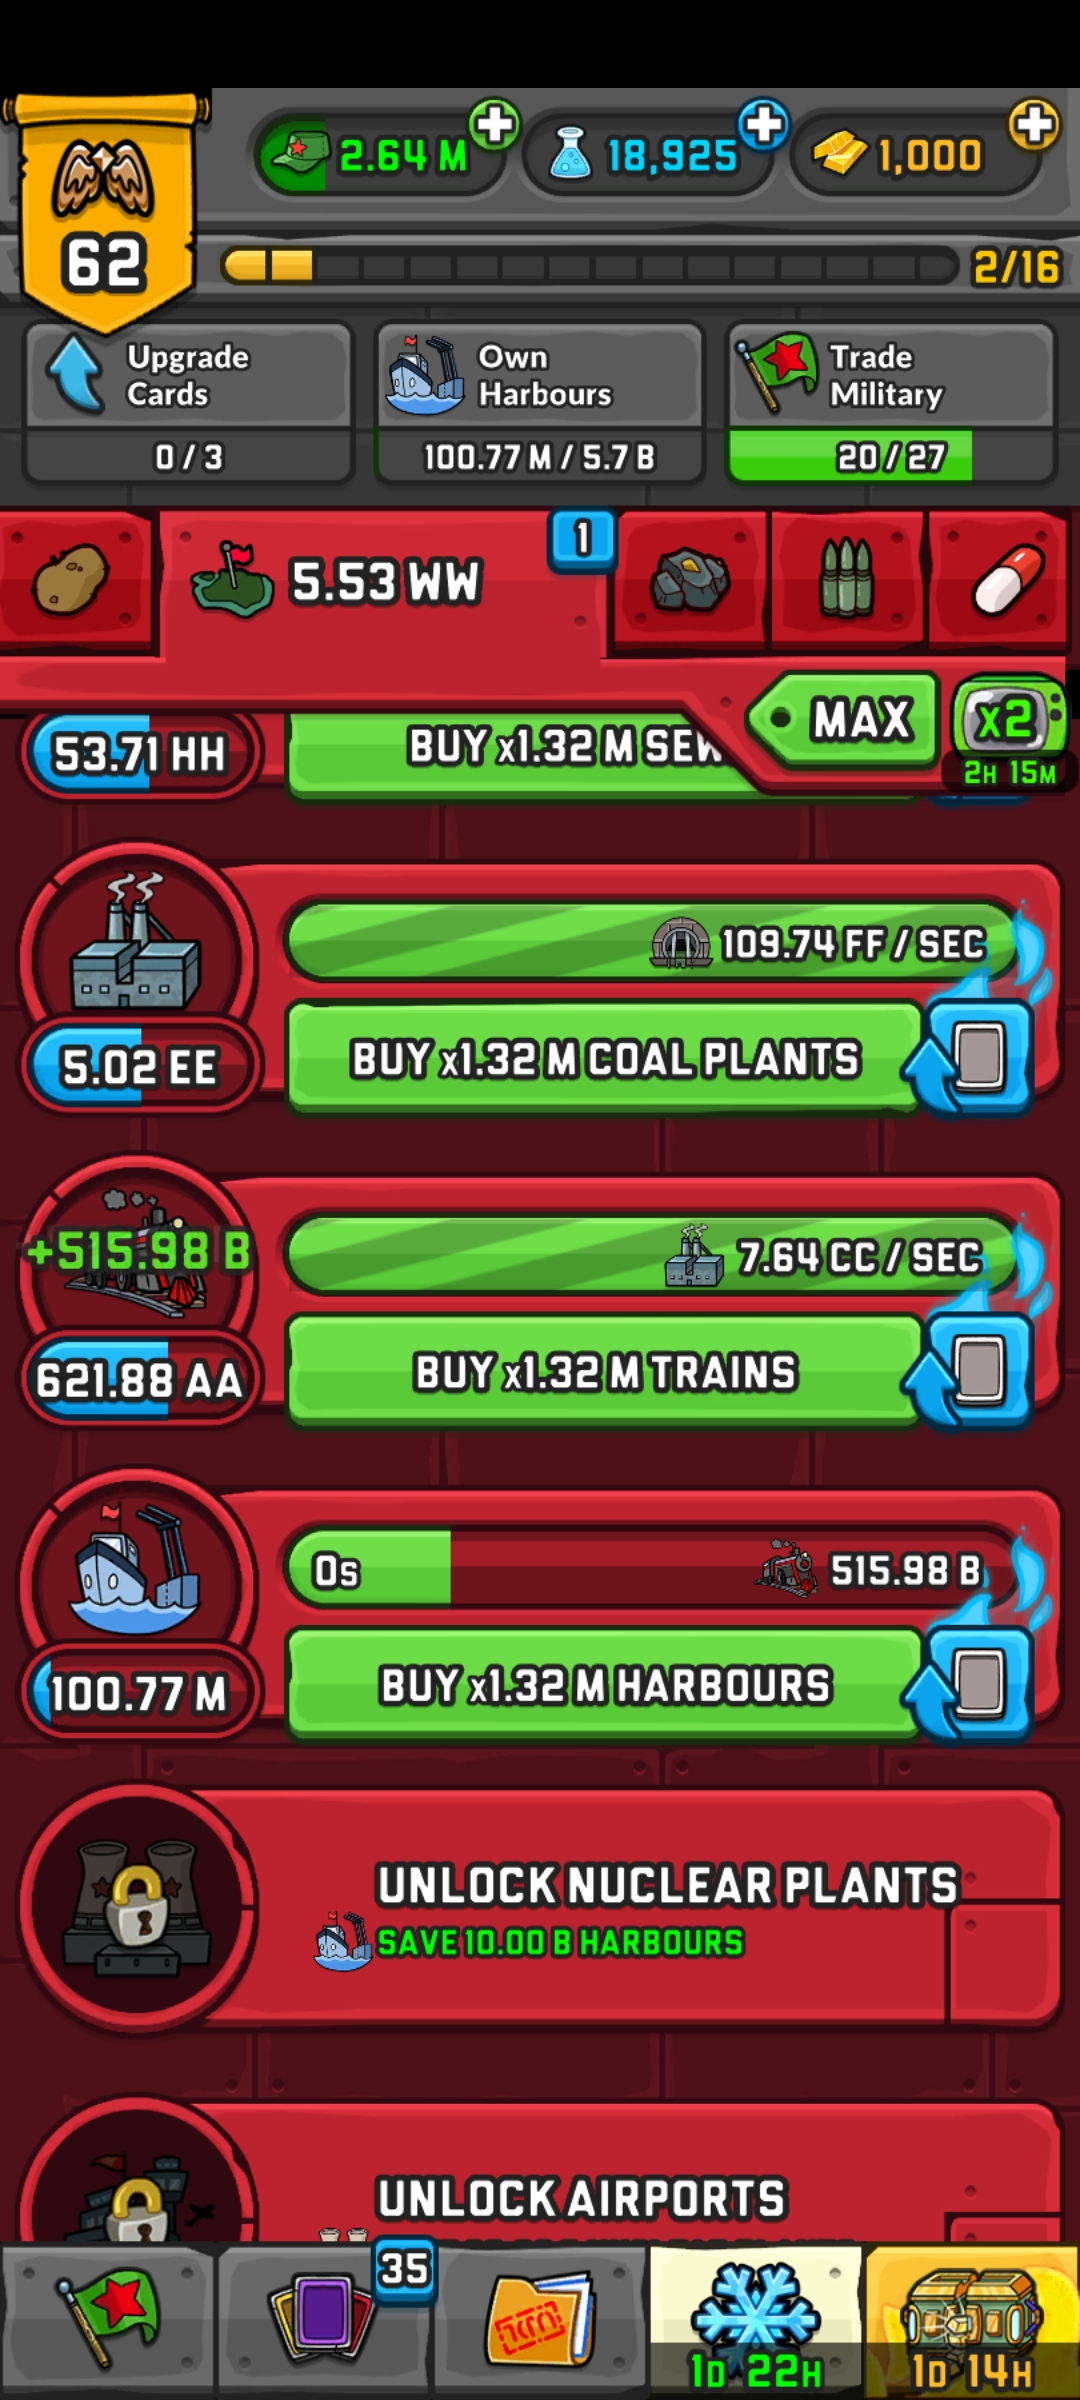 62
2.64 M
18,925
1,000
2/16
Upgrade
Cards
0 / 3
Own
Harbours
100.77 M / 5.7 B
Trade
Military
20 / 27
5.53 WW
1
MAX
x2
2H 15M
53.71 HH
BUY x1.32 M SEW
109.74 FF / SEC
5.02 EE
BUY x1.32 M COAL PLANTS
+515.98 B
7.64 CC / SEC
621.88 AA
BUY x1.32 M TRAINS
0s
515.98 B
100.77 M
BUY x1.32 M HARBOURS
UNLOCK NUCLEAR PLANTS
SAVE 10.00 B HARBOURS
UNLOCK AIRPORTS
35
1D 22H
1D 14H